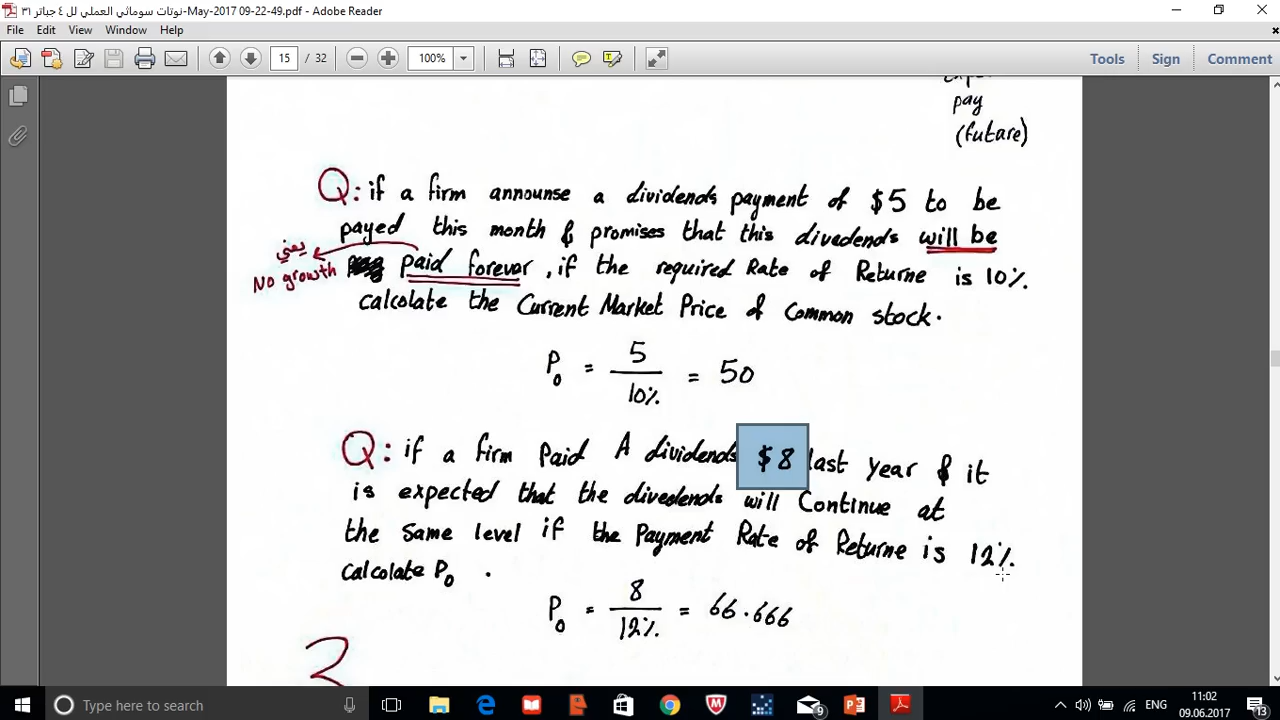 نوتات سوماثي العملي لل ٤ جباتر ٣١-May-2017 09-22-49.pdf - Adobe Reader
File Edit View Window Help
15 / 32 100% Tools Sign Comment
pay
(future)
Q: if a firm announse a dividends payment of $5 to be
payed this month & promises that this divedends will be
يعني
No growth paid forever, if the required Rate of Returne is 10%.
calcolate the Current Market Price of Common stock.
P0 = 5 / 10% = 50
Q: if a firm Paid A dividends $8 last year & it
is expected that the divedends will Continue at
the same level if the Payment Rate of Returne is 12%.
calcolate P0 .
P0 = 8 / 12% = 66.666
3
Type here to search 9 ENG 11:02 09.06.2017 13